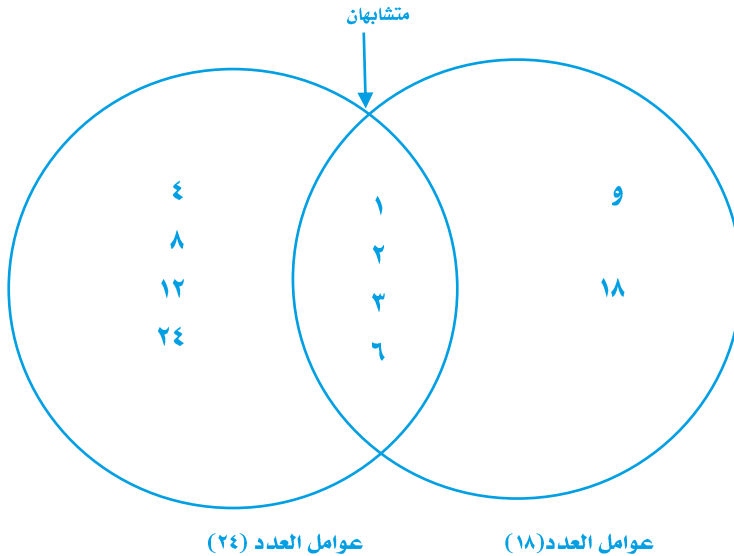 متشابهان
و
١٨
١
٢
٣
٦
٤
٨
١٢
٢٤
عوامل العدد(١٨)
عوامل العدد (٢٤)